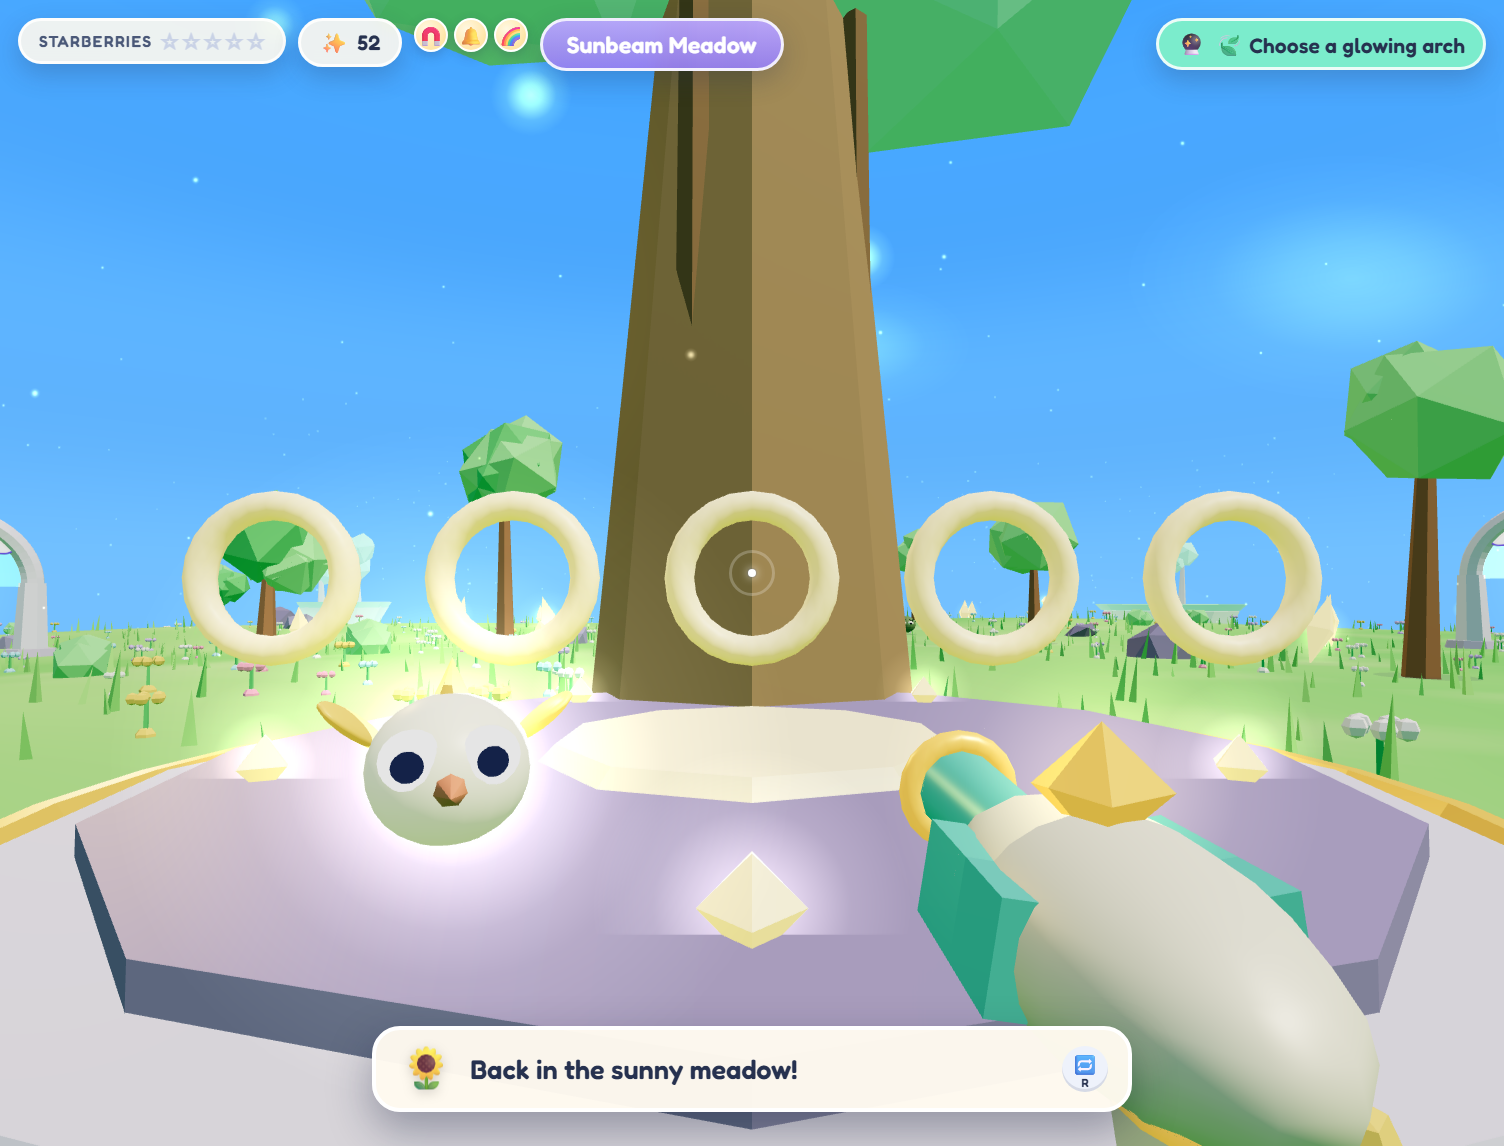 STARBERRIES
52
Sunbeam Meadow
Choose a glowing arch
Back in the sunny meadow!
R